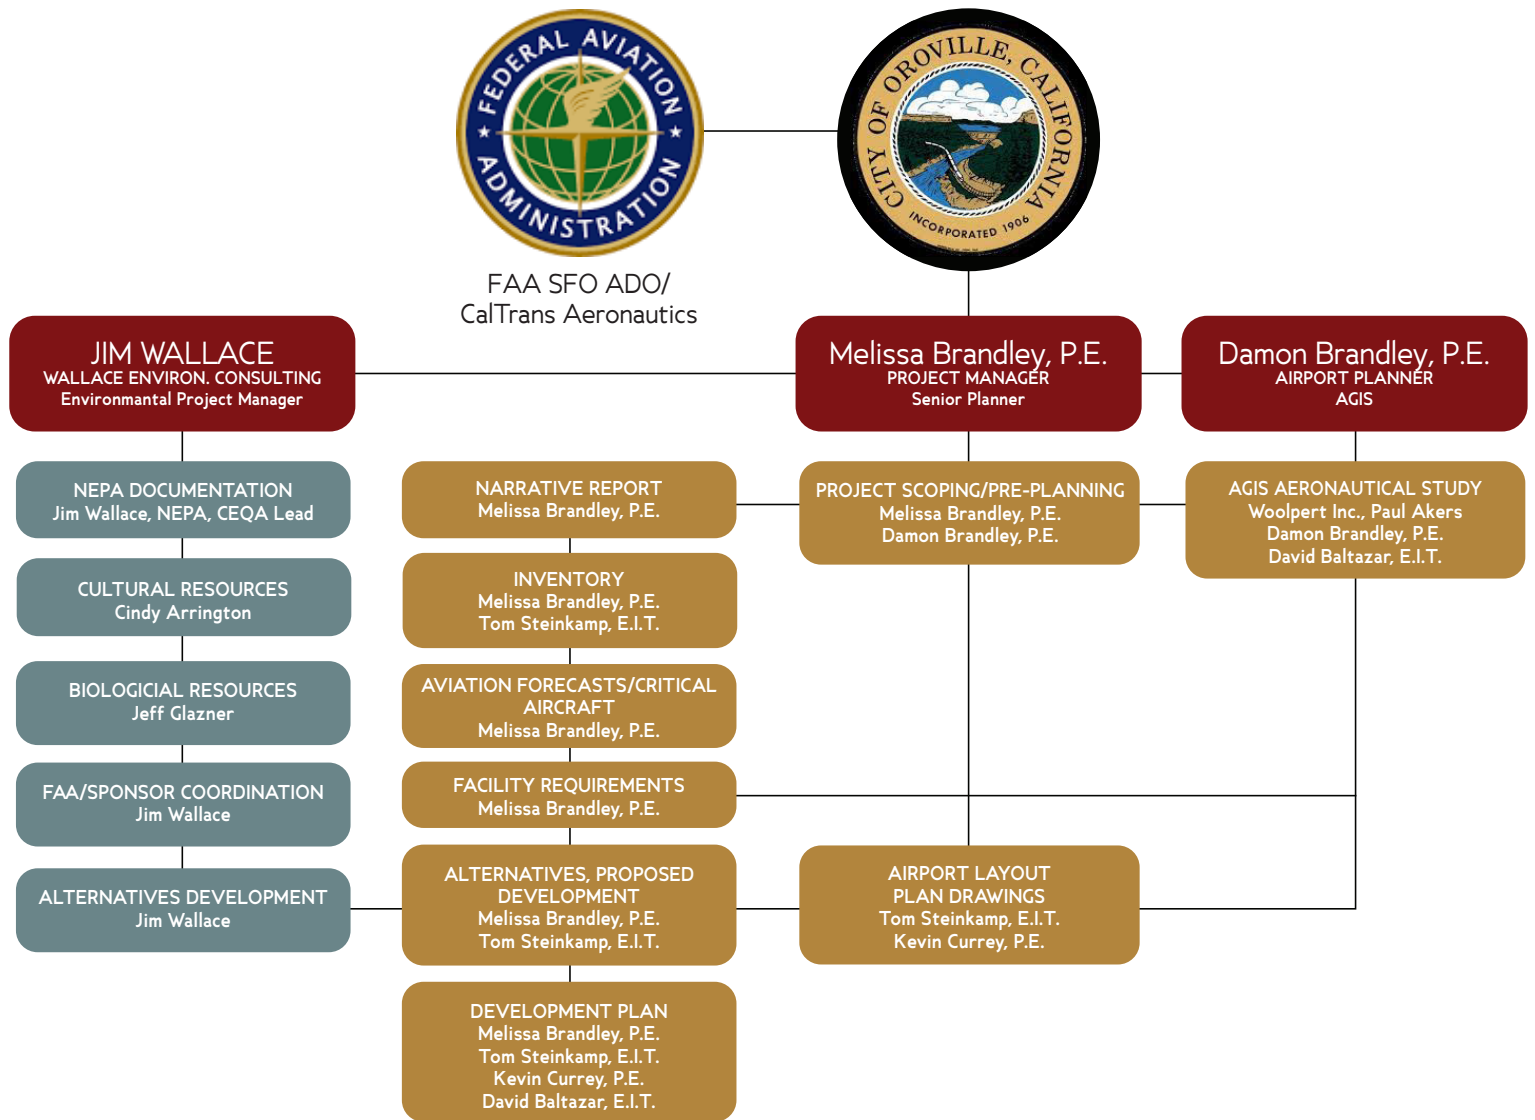 FEDERAL AVIATION
ADMINISTRATION
CITY OF OROVILLE, CALIFORNIA
INCORPORATED 1906
FAA SFO ADO/
CalTrans Aeronautics
JIM WALLACE
WALLACE ENVIRON. CONSULTING
Environmantal Project Manager
Melissa Brandley, P.E.
PROJECT MANAGER
Senior Planner
Damon Brandley, P.E.
AIRPORT PLANNER
AGIS
NEPA DOCUMENTATION
Jim Wallace, NEPA, CEQA Lead
CULTURAL RESOURCES
Cindy Arrington
BIOLOGICIAL RESOURCES
Jeff Glazner
FAA/SPONSOR COORDINATION
Jim Wallace
ALTERNATIVES DEVELOPMENT
Jim Wallace
NARRATIVE REPORT
Melissa Brandley, P.E.
INVENTORY
Melissa Brandley, P.E.
Tom Steinkamp, E.I.T.
AVIATION FORECASTS/CRITICAL
AIRCRAFT
Melissa Brandley, P.E.
FACILITY REQUIREMENTS
Melissa Brandley, P.E.
ALTERNATIVES, PROPOSED
DEVELOPMENT
Melissa Brandley, P.E.
Tom Steinkamp, E.I.T.
DEVELOPMENT PLAN
Melissa Brandley, P.E.
Tom Steinkamp, E.I.T.
Kevin Currey, P.E.
David Baltazar, E.I.T.
PROJECT SCOPING/PRE-PLANNING
Melissa Brandley, P.E.
Damon Brandley, P.E.
AIRPORT LAYOUT
PLAN DRAWINGS
Tom Steinkamp, E.I.T.
Kevin Currey, P.E.
AGIS AERONAUTICAL STUDY
Woolpert Inc., Paul Akers
Damon Brandley, P.E.
David Baltazar, E.I.T.